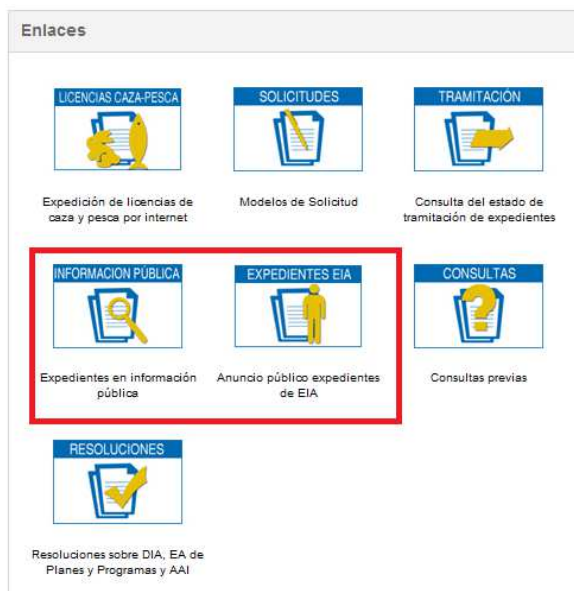 Enlaces
LICENCIAS CAZA-PESCA
SOLICITUDES
TRAMITACIÓN
Expedición de licencias de
caza y pesca por internet
Modelos de Solicitud
Consulta del estado de
tramitación de expedientes
INFORMACION PÚBLICA
EXPEDIENTES EIA
CONSULTAS
Expedientes en información
pública
Anuncio público expedientes
de EIA
Consultas previas
RESOLUCIONES
Resoluciones sobre DIA, EA de
Planes y Programas y AAI